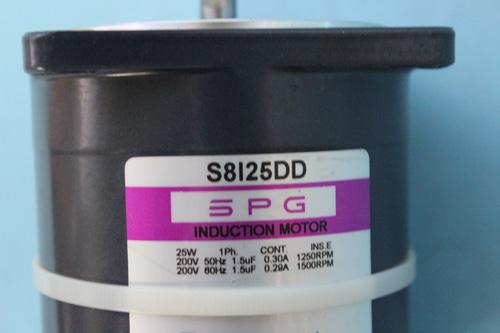 S8I25DD
SPG
INDUCTION MOTOR
25W 1Ph. CONT. INS.E
200V 50Hz 1.5uF 0.30A 1250RPM
200V 60Hz 1.5uF 0.29A 1500RPM